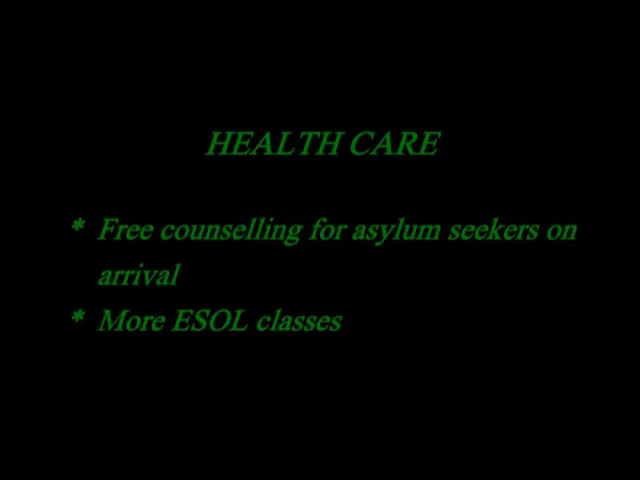 HEALTH CARE
* Free counselling for asylum seekers on
arrival
* More ESOL classes